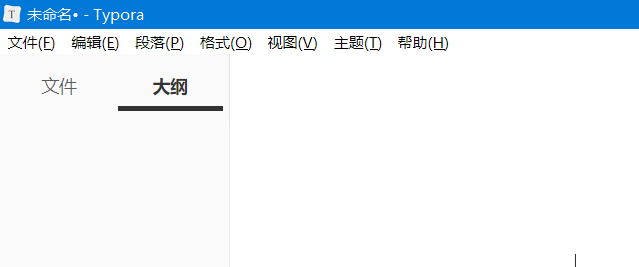 T 未命名• - Typora
文件(F) 编辑(E) 段落(P) 格式(O) 视图(V) 主题(T) 帮助(H)
文件 大纲